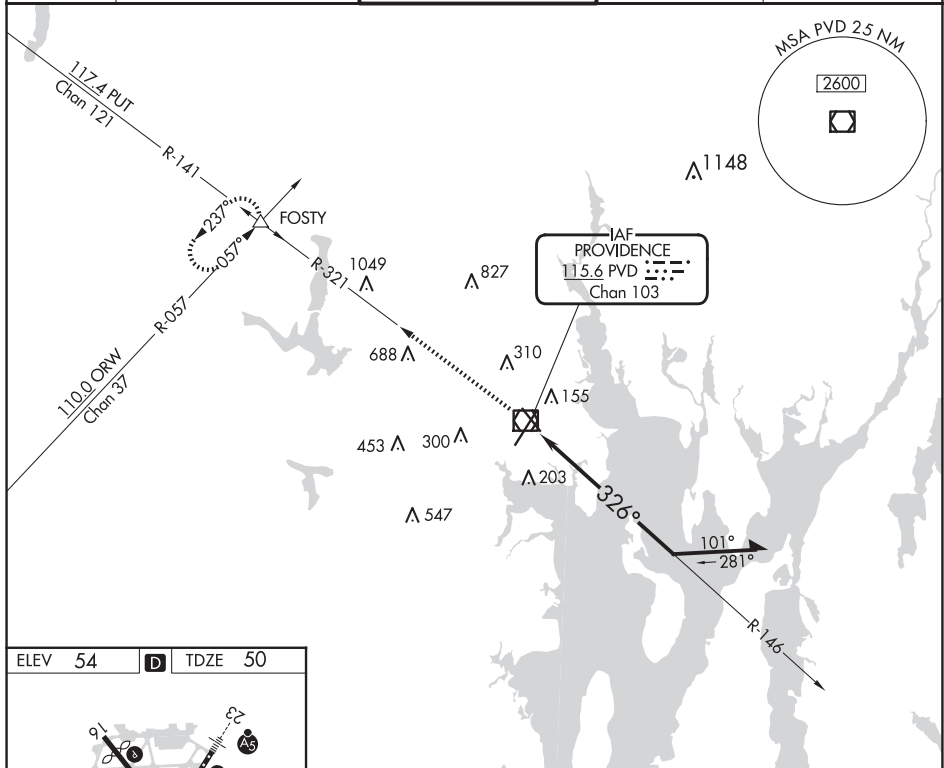 MSA PVD 25 NM
2600
117.4 PUT
Chan 121
R-141
1148
237°
057°
FOSTY
IAF
PROVIDENCE
115.6 PVD
Chan 103
R-321
1049
827
R-057
688
310
110.0 ORW
Chan 37
155
453
300
203
326°
547
101°
281°
R-146
ELEV 54
D
TDZE 50
16
P
23
A5